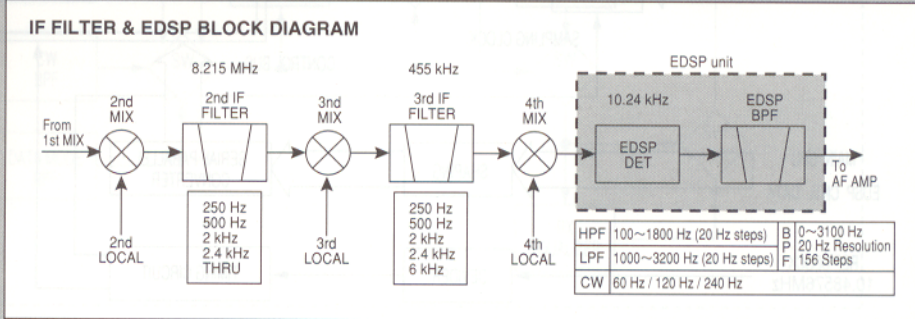 IF FILTER & EDSP BLOCK DIAGRAM
EDSP unit
8.215 MHz
455 kHz
2nd
MIX
2nd IF
FILTER
3nd
MIX
3rd IF
FILTER
4th
MIX
10.24 kHz
EDSP
BPF
From
1st MIX
EDSP
DET
To
AF AMP
2nd
LOCAL
250 Hz
500 Hz
2 kHz
2.4 kHz
THRU
3rd
LOCAL
250 Hz
500 Hz
2 kHz
2.4 kHz
6 kHz
4th
LOCAL
HPF 100~1800 Hz (20 Hz steps)
LPF 1000~3200 Hz (20 Hz steps)
BPF
0~3100 Hz
20 Hz Resolution
156 Steps
CW 60 Hz / 120 Hz / 240 Hz